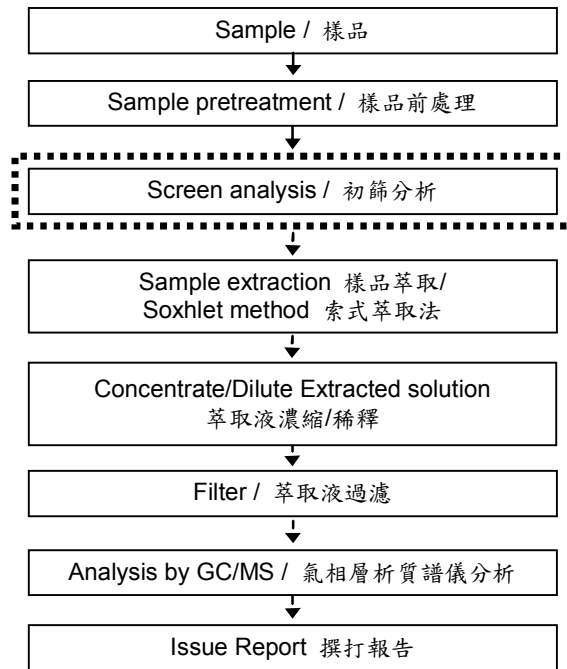 Sample / 樣品
Sample pretreatment / 樣品前處理
Screen analysis / 初篩分析
Sample extraction 樣品萃取/
Soxhlet method 索式萃取法
Concentrate/Dilute Extracted solution
萃取液濃縮/稀釋
Filter / 萃取液過濾
Analysis by GC/MS / 氣相層析質譜儀分析
Issue Report 撰打報告